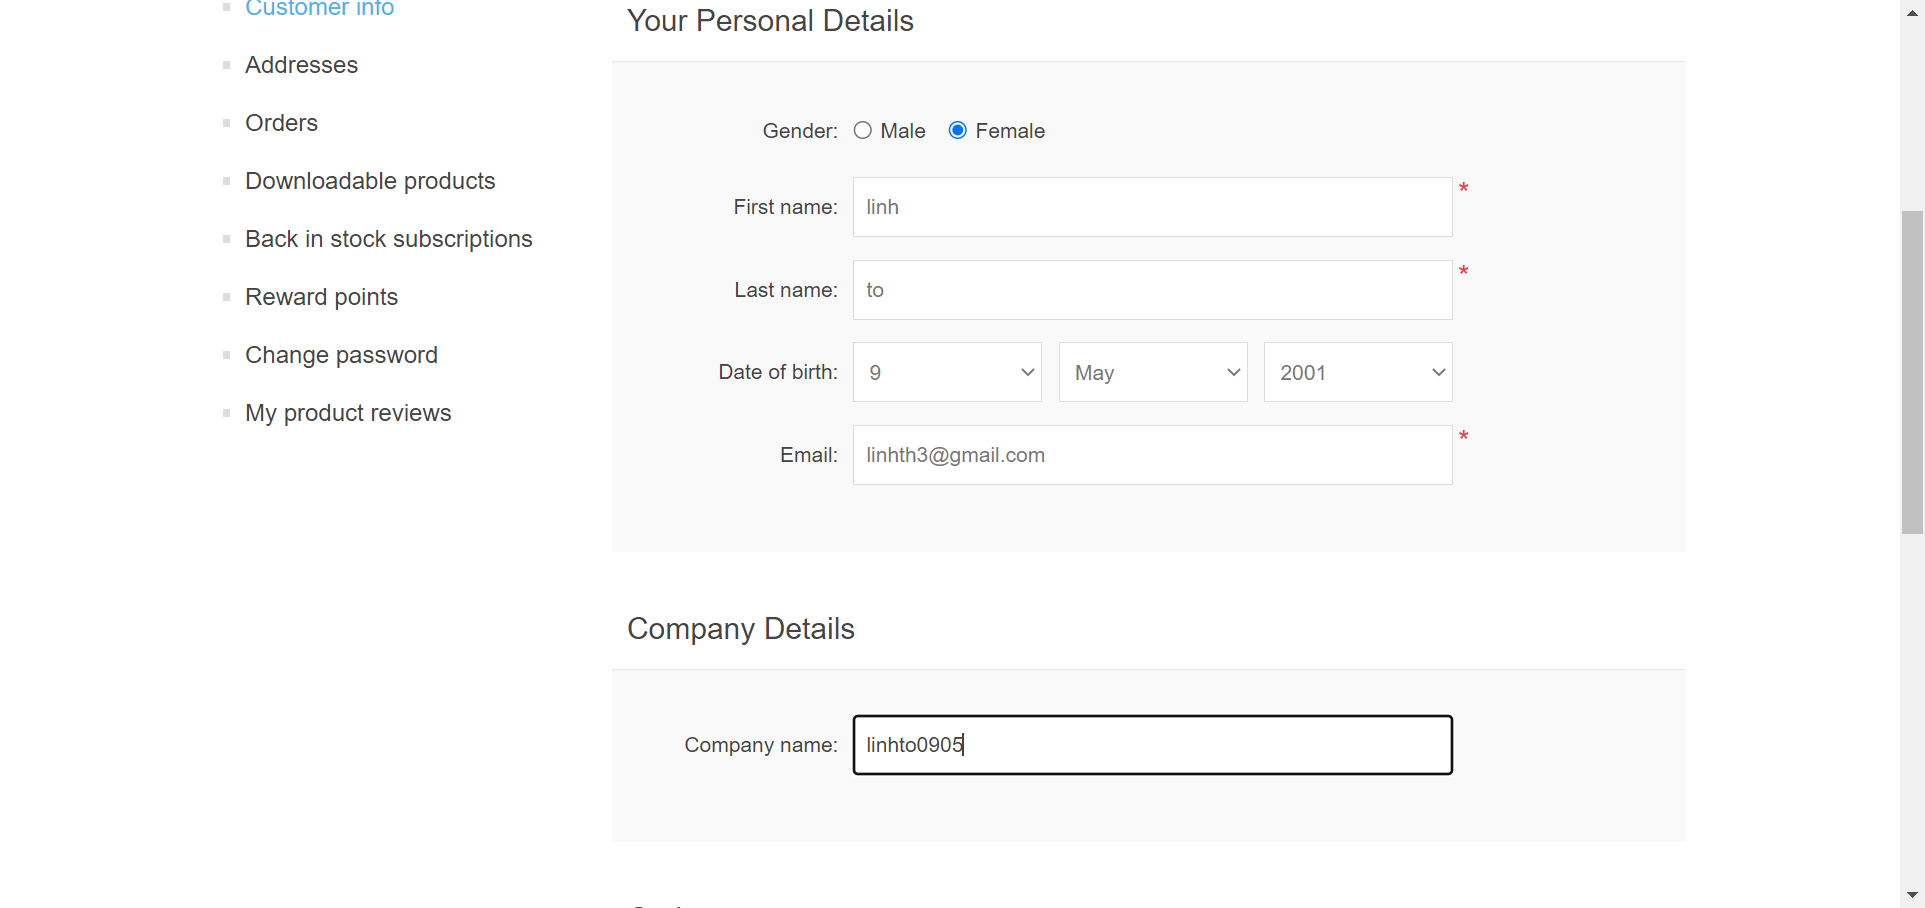 Customer info
Addresses
Orders
Downloadable products
Back in stock subscriptions
Reward points
Change password
My product reviews
Your Personal Details
Gender: Male Female
First name: linh *
Last name: to *
Date of birth: 9 May 2001
Email: linhth3@gmail.com *
Company Details
Company name: linhto0905